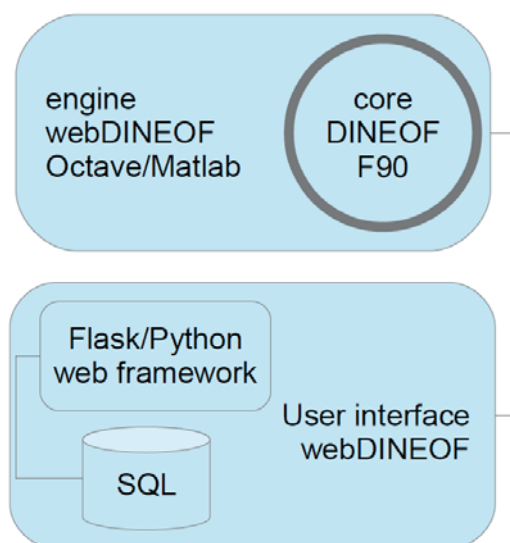 engine
webDINEOF
Octave/Matlab
core
DINEOF
F90
Flask/Python
web framework
User interface
webDINEOF
SQL